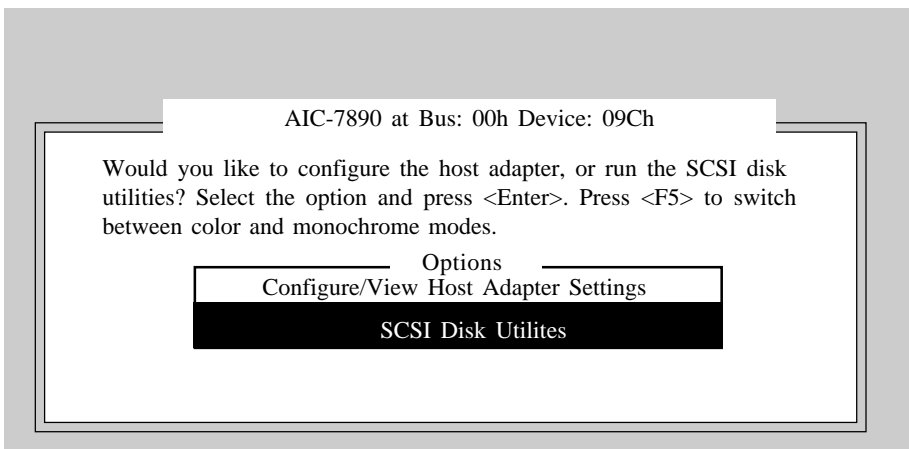 AIC-7890 at Bus: 00h Device: 09Ch
Would you like to configure the host adapter, or run the SCSI disk
utilities? Select the option and press <Enter>. Press <F5> to switch
between color and monochrome modes.
Options
Configure/View Host Adapter Settings
SCSI Disk Utilites